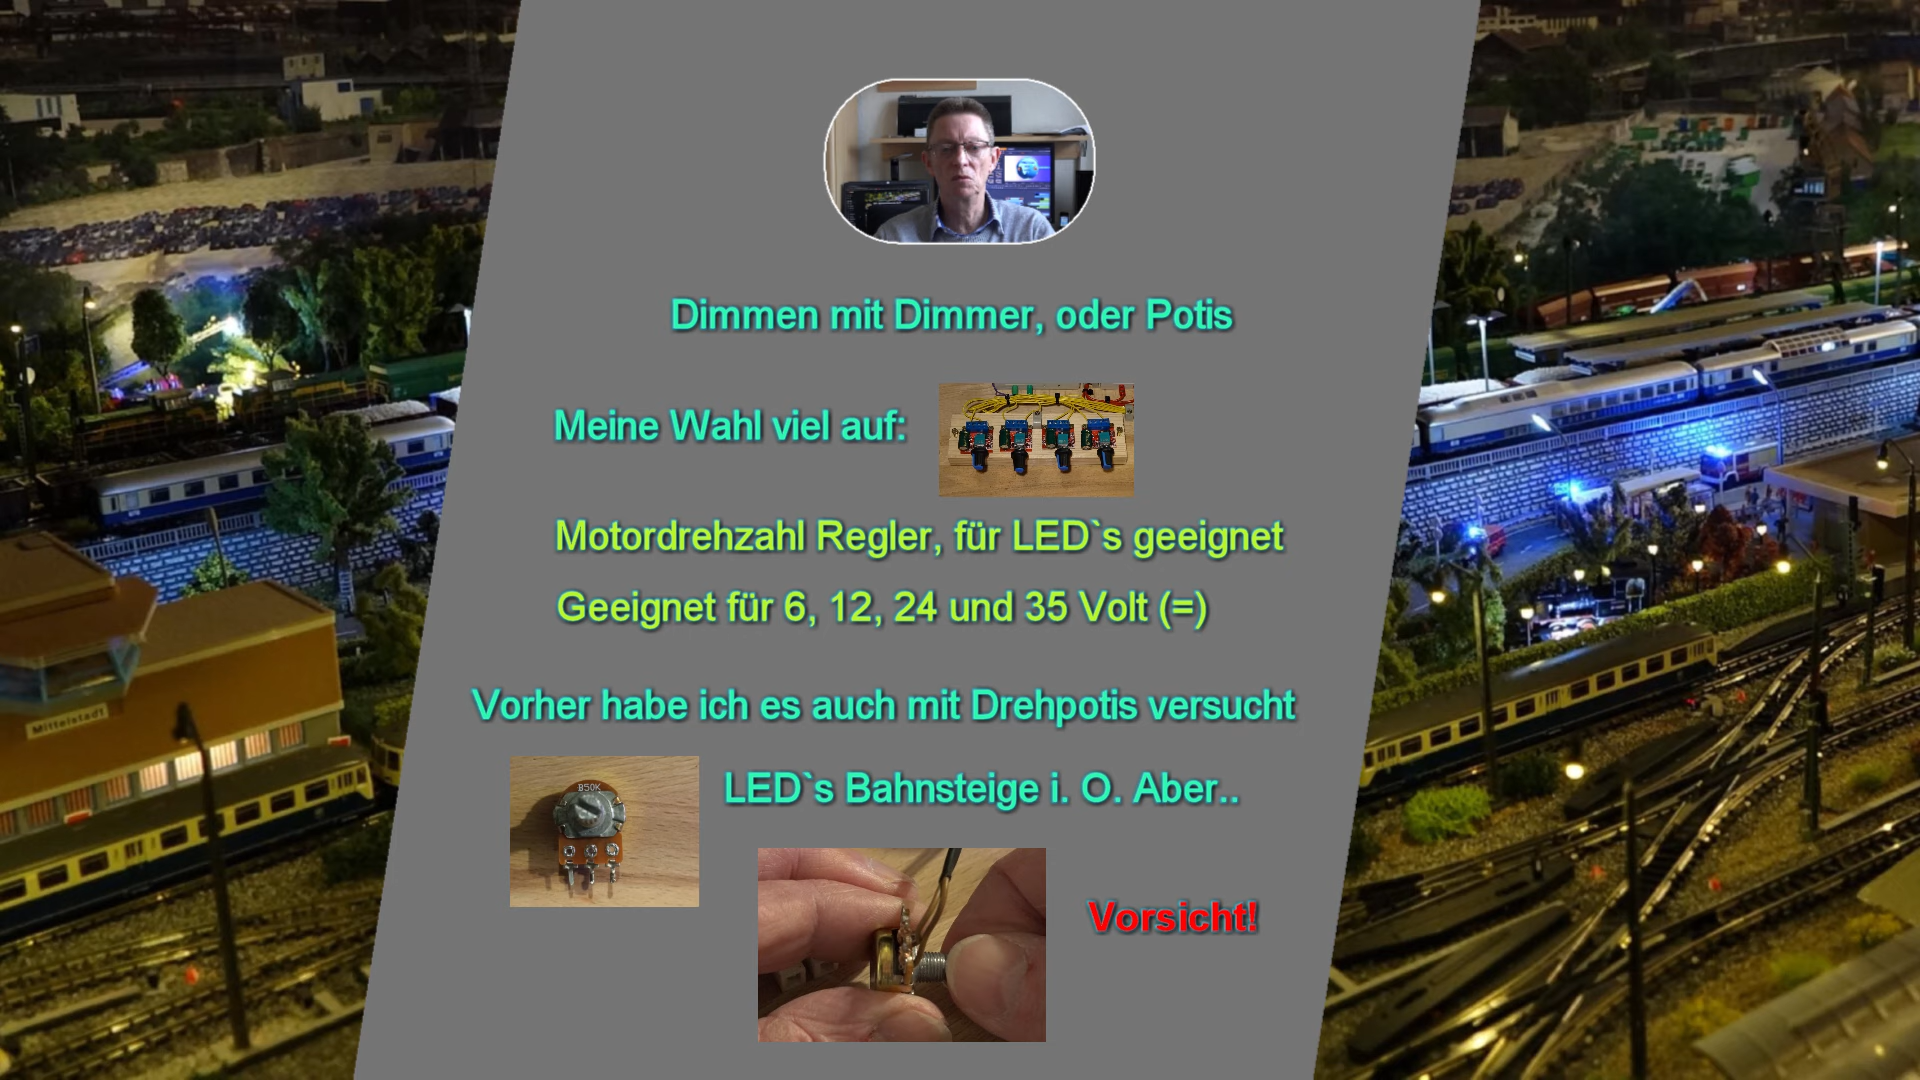 Dimmen mit Dimmer, oder Potis
Meine Wahl viel auf:
Motordrehzahl Regler, für LED`s geeignet
Geeignet für 6, 12, 24 und 35 Volt (=)
Vorher habe ich es auch mit Drehpotis versucht
B50K
LED`s Bahnsteige i. O. Aber..
Vorsicht!
Mittelstadt